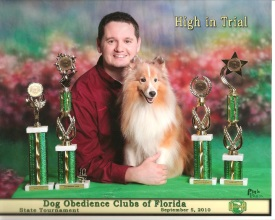 High in Trial
Dog Obedience Clubs of Florida
State Tournament September 5, 2010